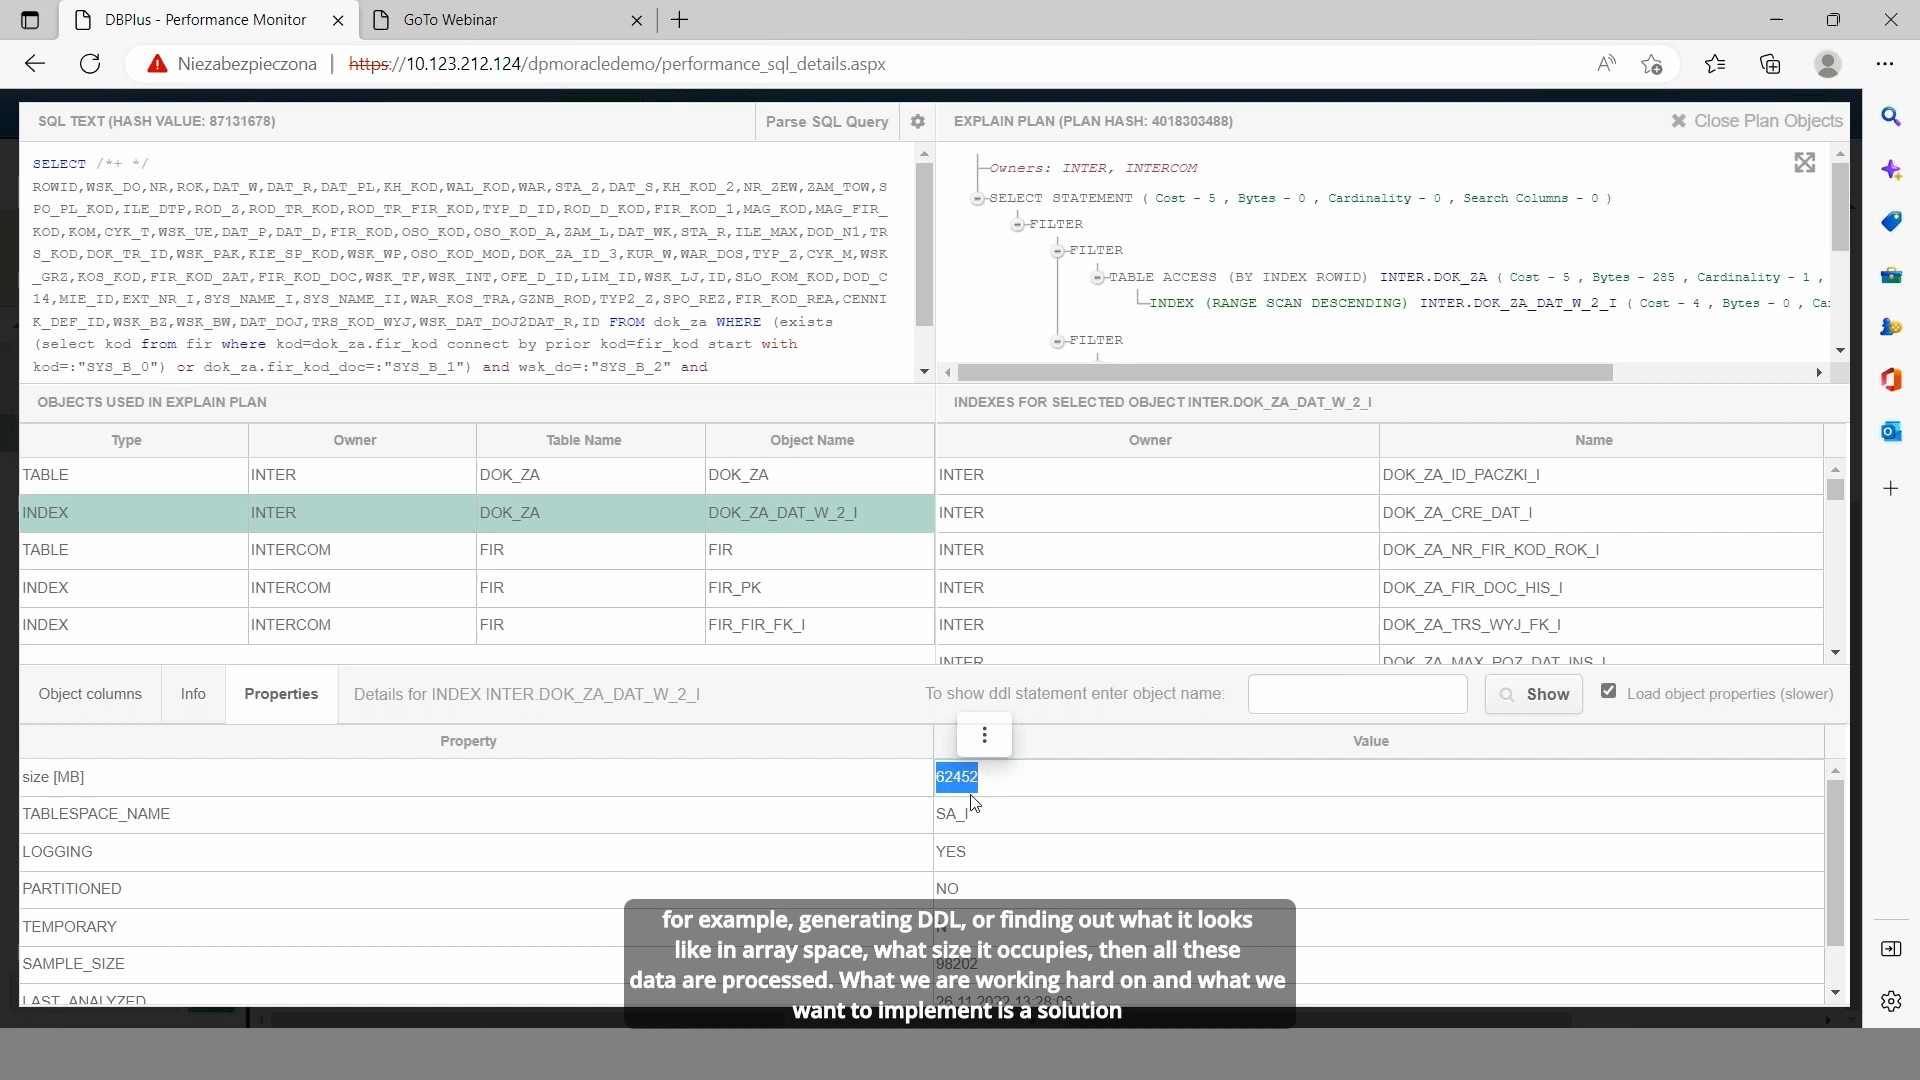 DBPlus - Performance Monitor
GoTo Webinar
Niezabezpieczona
https://10.123.212.124/dpmoracledemo/performance_sql_details.aspx
SQL TEXT (HASH VALUE: 87131678)
Parse SQL Query
EXPLAIN PLAN (PLAN HASH: 4018303488)
Close Plan Objects
SELECT /*+ */
ROWID,WSK_DO,NR,ROK,DAT_W,DAT_R,DAT_PL,KH_KOD,WAL_KOD,WAR,STA_Z,DAT_S,KH_KOD_2,NR_ZEW,ZAM_TOW,S
PO_PL_KOD,ILE_DTP,ROD_Z,ROD_TR_KOD,ROD_TR_FIR_KOD,TYP_D_ID,ROD_D_KOD,FIR_KOD_1,MAG_KOD,MAG_FIR_
KOD,KOM,CYK_T,WSK_UE,DAT_P,DAT_D,FIR_KOD,OSO_KOD,OSO_KOD_A,ZAM_L,DAT_WK,STA_R,ILE_MAX,DOD_N1,TR
S_KOD,DOK_TR_ID,WSK_PAK,KIE_SP_KOD,WSK_WP,OSO_KOD_MOD,DOK_ZA_ID_3,KUR_W,WAR_DOS,TYP_Z,CYK_M,WSK
_GRZ,KOS_KOD,FIR_KOD_ZAT,FIR_KOD_DOC,WSK_TF,WSK_INT,OFE_D_ID,LIM_ID,WSK_LJ,ID,SLO_KOM_KOD,DOD_C
14,MIE_ID,EXT_NR_I,SYS_NAME_I,SYS_NAME_II,WAR_KOS_TRA,GZNB_ROD,TYP2_Z,SPO_REZ,FIR_KOD_REA,CENNI
K_DEF_ID,WSK_BZ,WSK_BW,DAT_DOJ,TRS_KOD_WYJ,WSK_DAT_DOJ2DAT_R,ID FROM dok_za WHERE (exists
(select kod from fir where kod=dok_za.fir_kod connect by prior kod=fir_kod start with
kod=:"SYS_B_0") or dok_za.fir_kod_doc=:"SYS_B_1") and wsk_do=:"SYS_B_2" and
Owners: INTER, INTERCOM
SELECT STATEMENT ( Cost - 5 , Bytes - 0 , Cardinality - 0 , Search Columns - 0 )
FILTER
FILTER
TABLE ACCESS (BY INDEX ROWID) INTER.DOK_ZA ( Cost - 5 , Bytes - 285 , Cardinality - 1 ,
INDEX (RANGE SCAN DESCENDING) INTER.DOK_ZA_DAT_W_2_I ( Cost - 4 , Bytes - 0 , Ca
FILTER
OBJECTS USED IN EXPLAIN PLAN
INDEXES FOR SELECTED OBJECT INTER.DOK_ZA_DAT_W_2_I
Type Owner Table Name Object Name
TABLE INTER DOK_ZA DOK_ZA
INDEX INTER DOK_ZA DOK_ZA_DAT_W_2_I
TABLE INTERCOM FIR FIR
INDEX INTERCOM FIR FIR_PK
INDEX INTERCOM FIR FIR_FIR_FK_I
Owner Name
INTER DOK_ZA_ID_PACZKI_I
INTER DOK_ZA_CRE_DAT_I
INTER DOK_ZA_NR_FIR_KOD_ROK_I
INTER DOK_ZA_FIR_DOC_HIS_I
INTER DOK_ZA_TRS_WYJ_FK_I
INTER DOK_ZA_MAX_POZ_DAT_INS_I
Object columns
Info
Properties
Details for INDEX INTER.DOK_ZA_DAT_W_2_I
To show ddl statement enter object name:
Show
Load object properties (slower)
Property Value
size [MB] 62452
TABLESPACE_NAME SA_I
LOGGING YES
PARTITIONED NO
TEMPORARY N
SAMPLE_SIZE 98202
LAST_ANALYZED 26.11.2022 13:28:06
for example, generating DDL, or finding out what it looks
like in array space, what size it occupies, then all these
data are processed. What we are working hard on and what we
want to implement is a solution